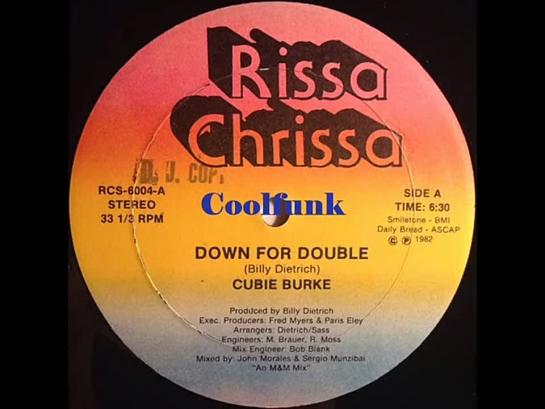 Rissa
Chrissa
D. J. COPY
RCS-6004-A
STEREO
33 1/3 RPM
Coolfunk
SIDE A
TIME: 6:30
Smiletone - BMI
Daily Bread - ASCAP
© ℗ 1982
DOWN FOR DOUBLE
(Billy Dietrich)
CUBIE BURKE
Proddced by Billy Dietrich
Exec. Producers: Fred Myers & Paris Eley
Arrangers: Dietrich/Sass
Engineers: M. Brauer, R. Moss
Mix Engineer: Bob Blank
Mixed by: John Morales & Sergio Munzibai
"An M&M Mix"